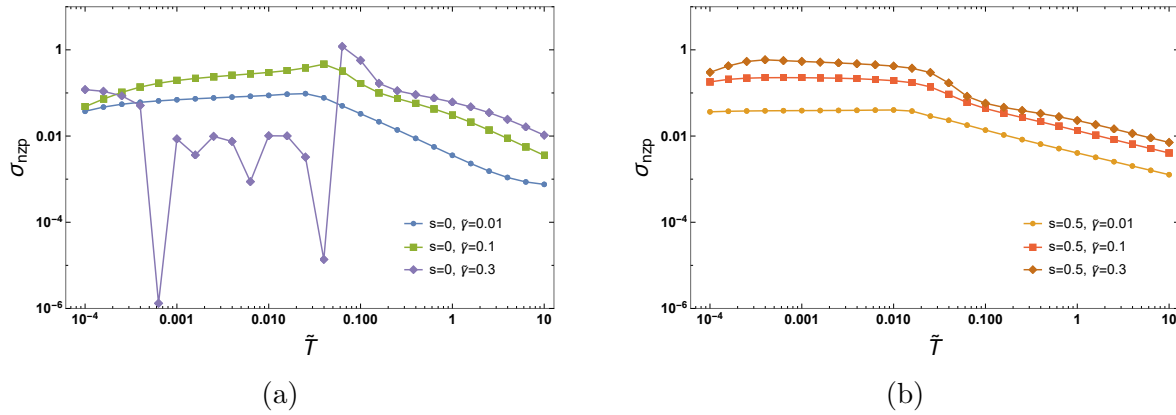 1
0.01
10⁻⁴
10⁻⁶
σnzp
s=0, γ̃=0.01
s=0, γ̃=0.1
s=0, γ̃=0.3
10⁻⁴ 0.001 0.010 0.100 1 10
T̃
(a)
1
0.01
10⁻⁴
10⁻⁶
σnzp
s=0.5, γ̃=0.01
s=0.5, γ̃=0.1
s=0.5, γ̃=0.3
10⁻⁴ 0.001 0.010 0.100 1 10
T̃
(b)